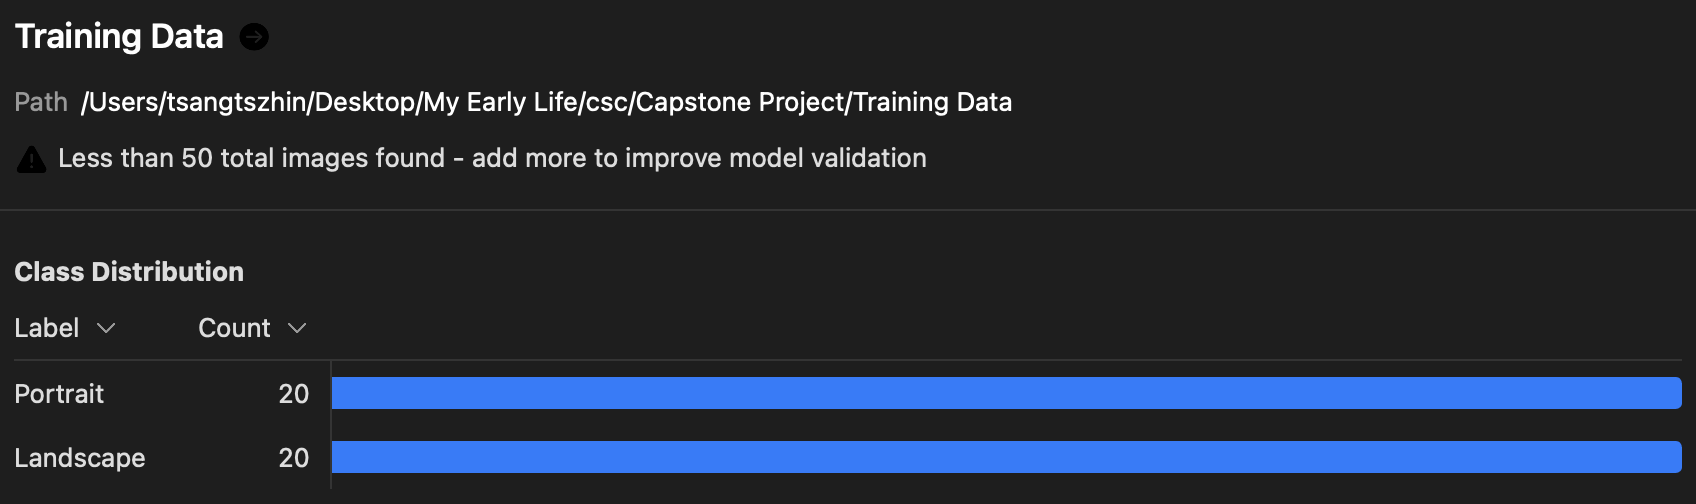 Training Data
Path /Users/tsangtszhin/Desktop/My Early Life/csc/Capstone Project/Training Data
Less than 50 total images found - add more to improve model validation
Class Distribution
Label Count
Portrait 20
Landscape 20